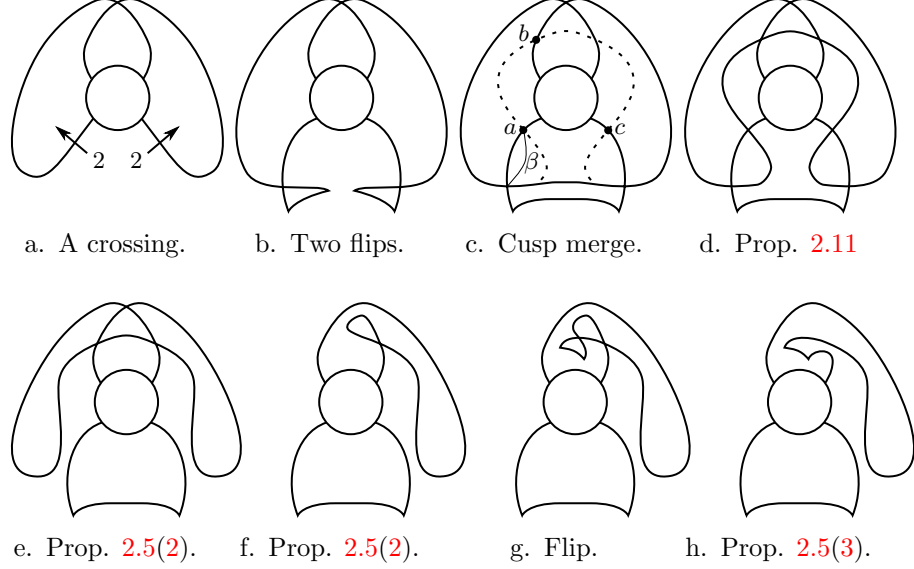 b
a
c
2
2
β
a. A crossing.
b. Two flips.
c. Cusp merge.
d. Prop. 2.11
e. Prop. 2.5(2).
f. Prop. 2.5(2).
g. Flip.
h. Prop. 2.5(3).